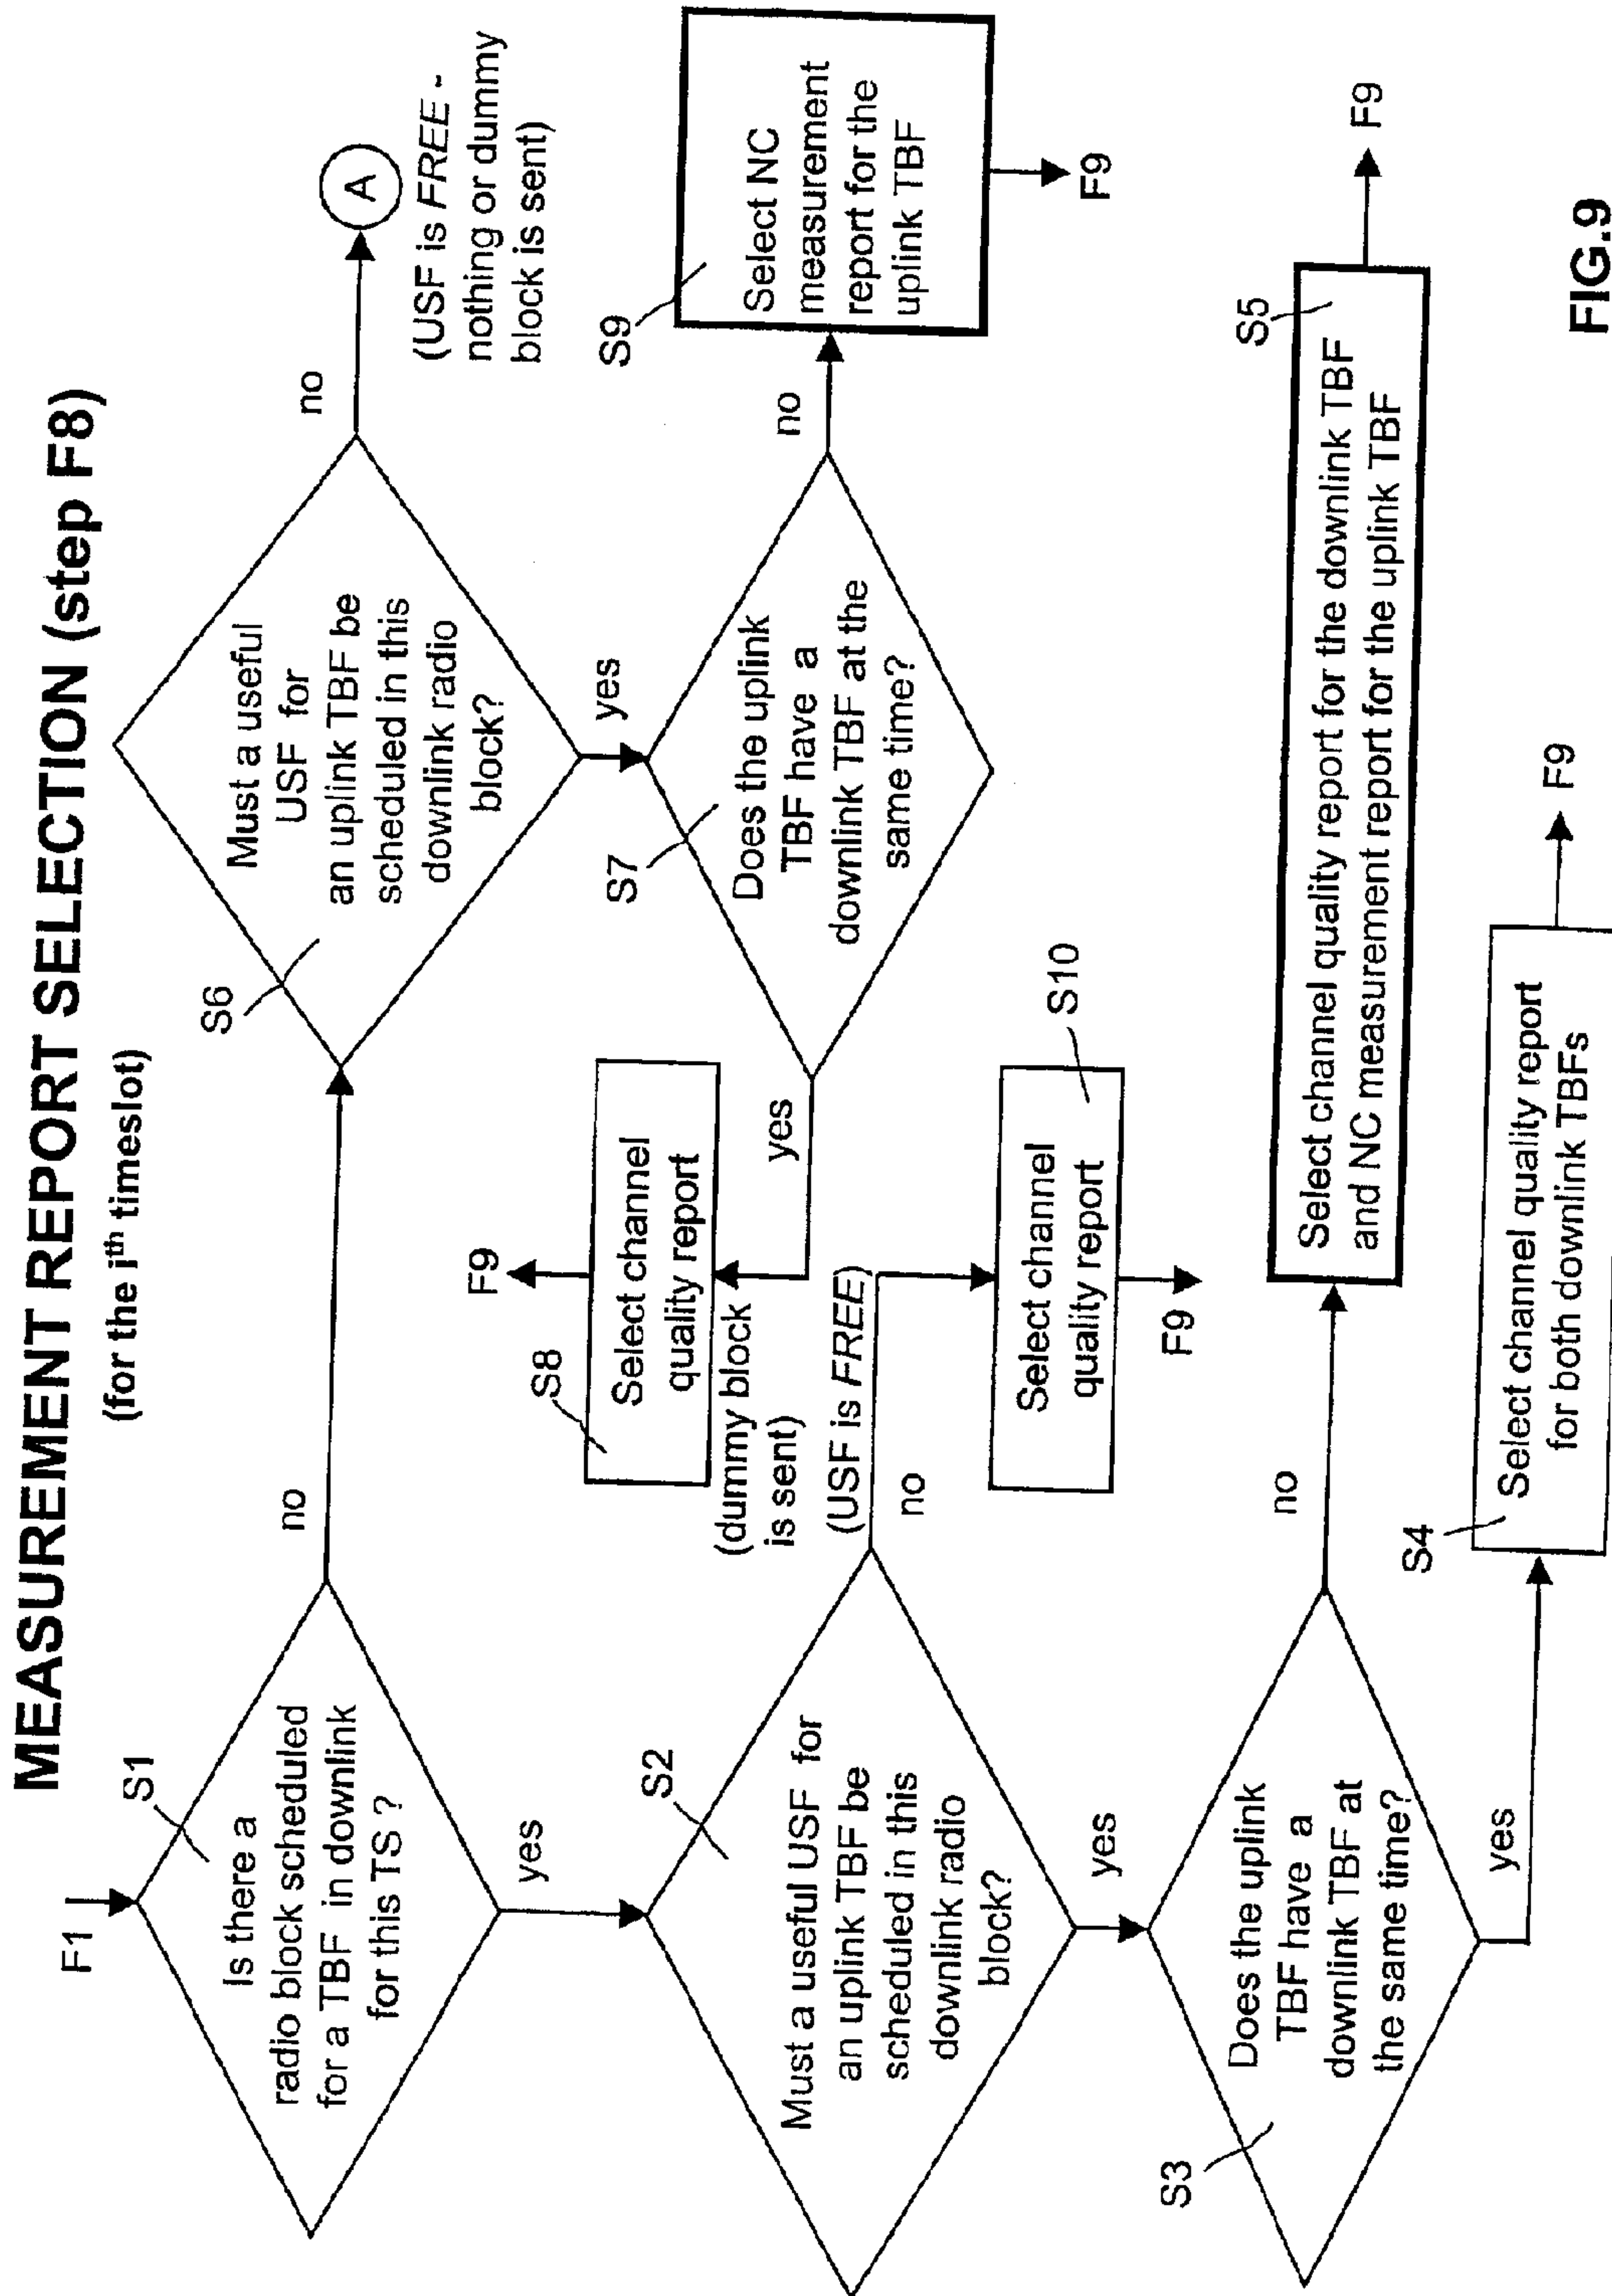 MEASUREMENT REPORT SELECTION (step F8)
(for the ith timeslot)
F1
S1
Is there a
radio block scheduled
for a TBF in downlink
for this TS ?
no
yes
S6
Must a useful
USF for
an uplink TBF be
scheduled in this
downlink radio
block?
no
A
(USF is FREE -
nothing or dummy
block is sent)
yes
S7
Does the uplink
TBF have a
downlink TBF at the
same time?
no
S9
Select NC
measurement
report for the
uplink TBF
F9
yes
F9
S8
Select channel
quality report
(dummy block
is sent)
S2
Must a useful USF for
an uplink TBF be
scheduled in this
downlink radio
block?
(USF is FREE)
no
S10
Select channel
quality report
F9
yes
S3
Does the uplink
TBF have a
downlink TBF at
the same time?
no
S5
Select channel quality report for the downlink TBF
and NC measurement report for the uplink TBF
F9
yes
S4
Select channel quality report
for both downlink TBFs
F9
FIG.9